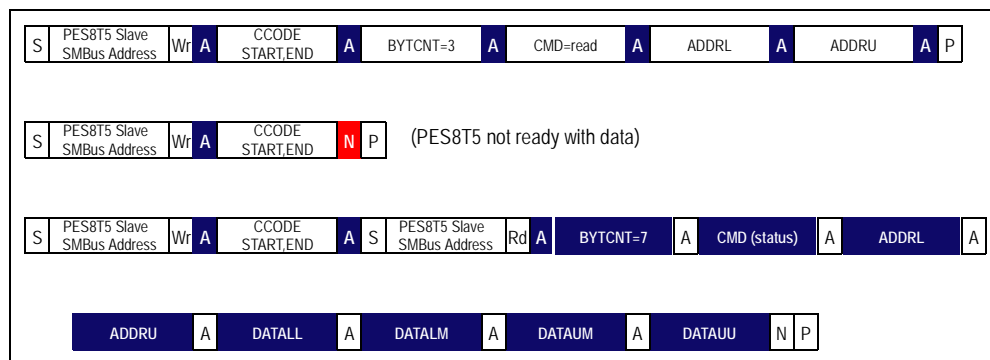 S PES8T5 Slave SMBus Address Wr A CCODE START,END A BYTCNT=3 A CMD=read A ADDRL A ADDRU A P
S PES8T5 Slave SMBus Address Wr A CCODE START,END N P (PES8T5 not ready with data)
S PES8T5 Slave SMBus Address Wr A CCODE START,END A S PES8T5 Slave SMBus Address Rd A BYTCNT=7 A CMD (status) A ADDRL A
ADDRU A DATALL A DATALM A DATAUM A DATAUU N P